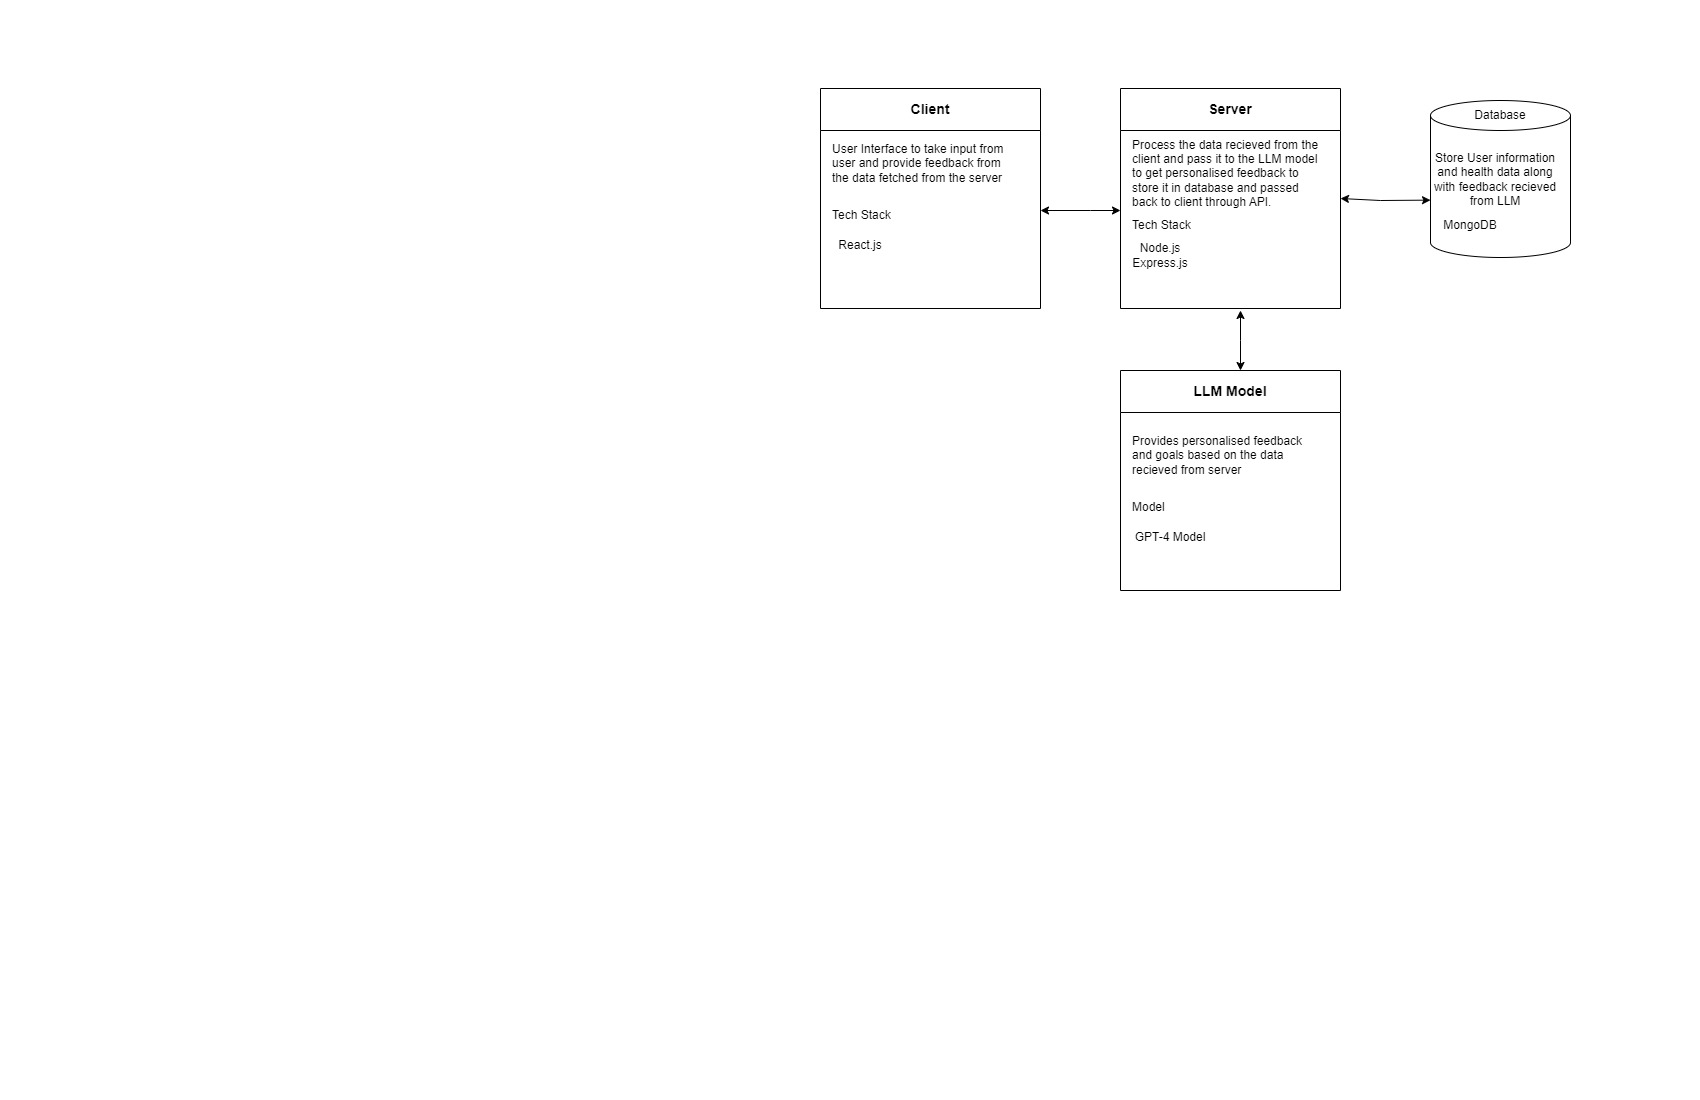 Client
User Interface to take input from
user and provide feedback from
the data fetched from the server
Tech Stack
React.js
Server
Process the data recieved from the
client and pass it to the LLM model
to get personalised feedback to
store it in database and passed
back to client through API.
Tech Stack
Node.js
Express.js
Database
Store User information
and health data along
with feedback recieved
from LLM
MongoDB
LLM Model
Provides personalised feedback
and goals based on the data
recieved from server
Model
GPT-4 Model